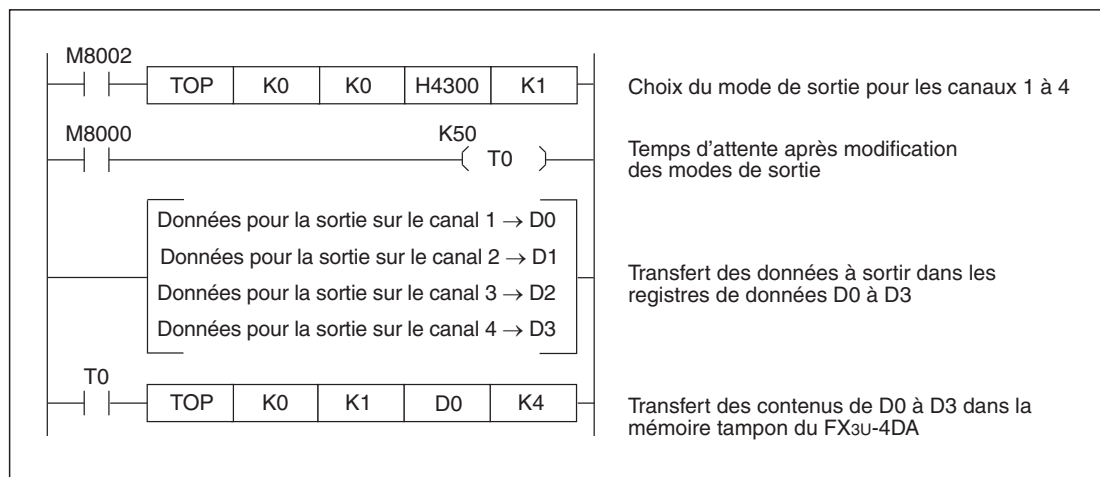 M8002
TOP K0 K0 H4300 K1
Choix du mode de sortie pour les canaux 1 à 4
M8000
K50
T0
Temps d'attente après modification
des modes de sortie
Données pour la sortie sur le canal 1 → D0
Données pour la sortie sur le canal 2 → D1
Données pour la sortie sur le canal 3 → D2
Données pour la sortie sur le canal 4 → D3
Transfert des données à sortir dans les
registres de données D0 à D3
T0
TOP K0 K1 D0 K4
Transfert des contenus de D0 à D3 dans la
mémoire tampon du FX3U-4DA